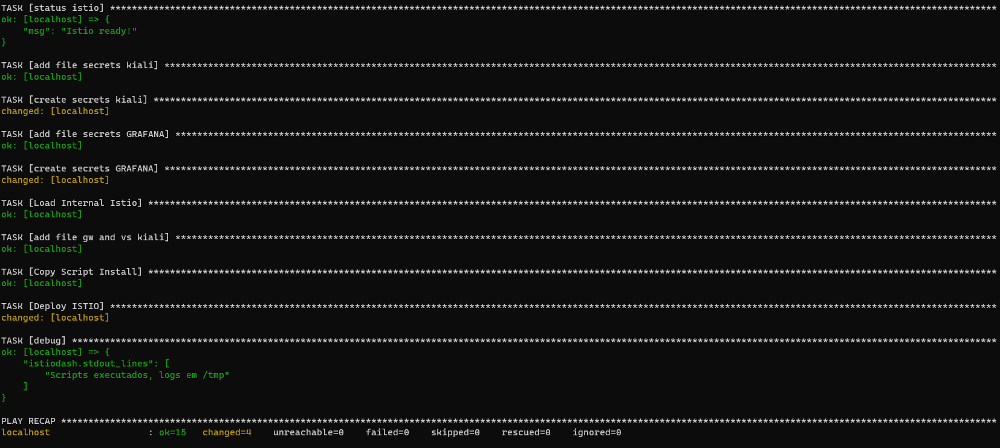 TASK [status istio] *******************************************************************************************************************************************************************
ok: [localhost] => {
    "msg": "Istio ready!"
}
TASK [add file secrets kiali] *********************************************************************************************************************************************************
ok: [localhost]
TASK [create secrets kiali] ***********************************************************************************************************************************************************
changed: [localhost]
TASK [add file secrets GRAFANA] *******************************************************************************************************************************************************
ok: [localhost]
TASK [create secrets GRAFANA] *********************************************************************************************************************************************************
changed: [localhost]
TASK [Load Internal Istio] ************************************************************************************************************************************************************
ok: [localhost]
TASK [add file gw and vs kiali] *******************************************************************************************************************************************************
ok: [localhost]
TASK [Copy Script Install] ************************************************************************************************************************************************************
ok: [localhost]
TASK [Deploy ISTIO] *******************************************************************************************************************************************************************
changed: [localhost]
TASK [debug] **************************************************************************************************************************************************************************
ok: [localhost] => {
    "istiodash.stdout_lines": [
        "Scripts executados, logs em /tmp"
    ]
}
PLAY RECAP ****************************************************************************************************************************************************************************
localhost                  : ok=15   changed=4    unreachable=0    failed=0    skipped=0    rescued=0    ignored=0